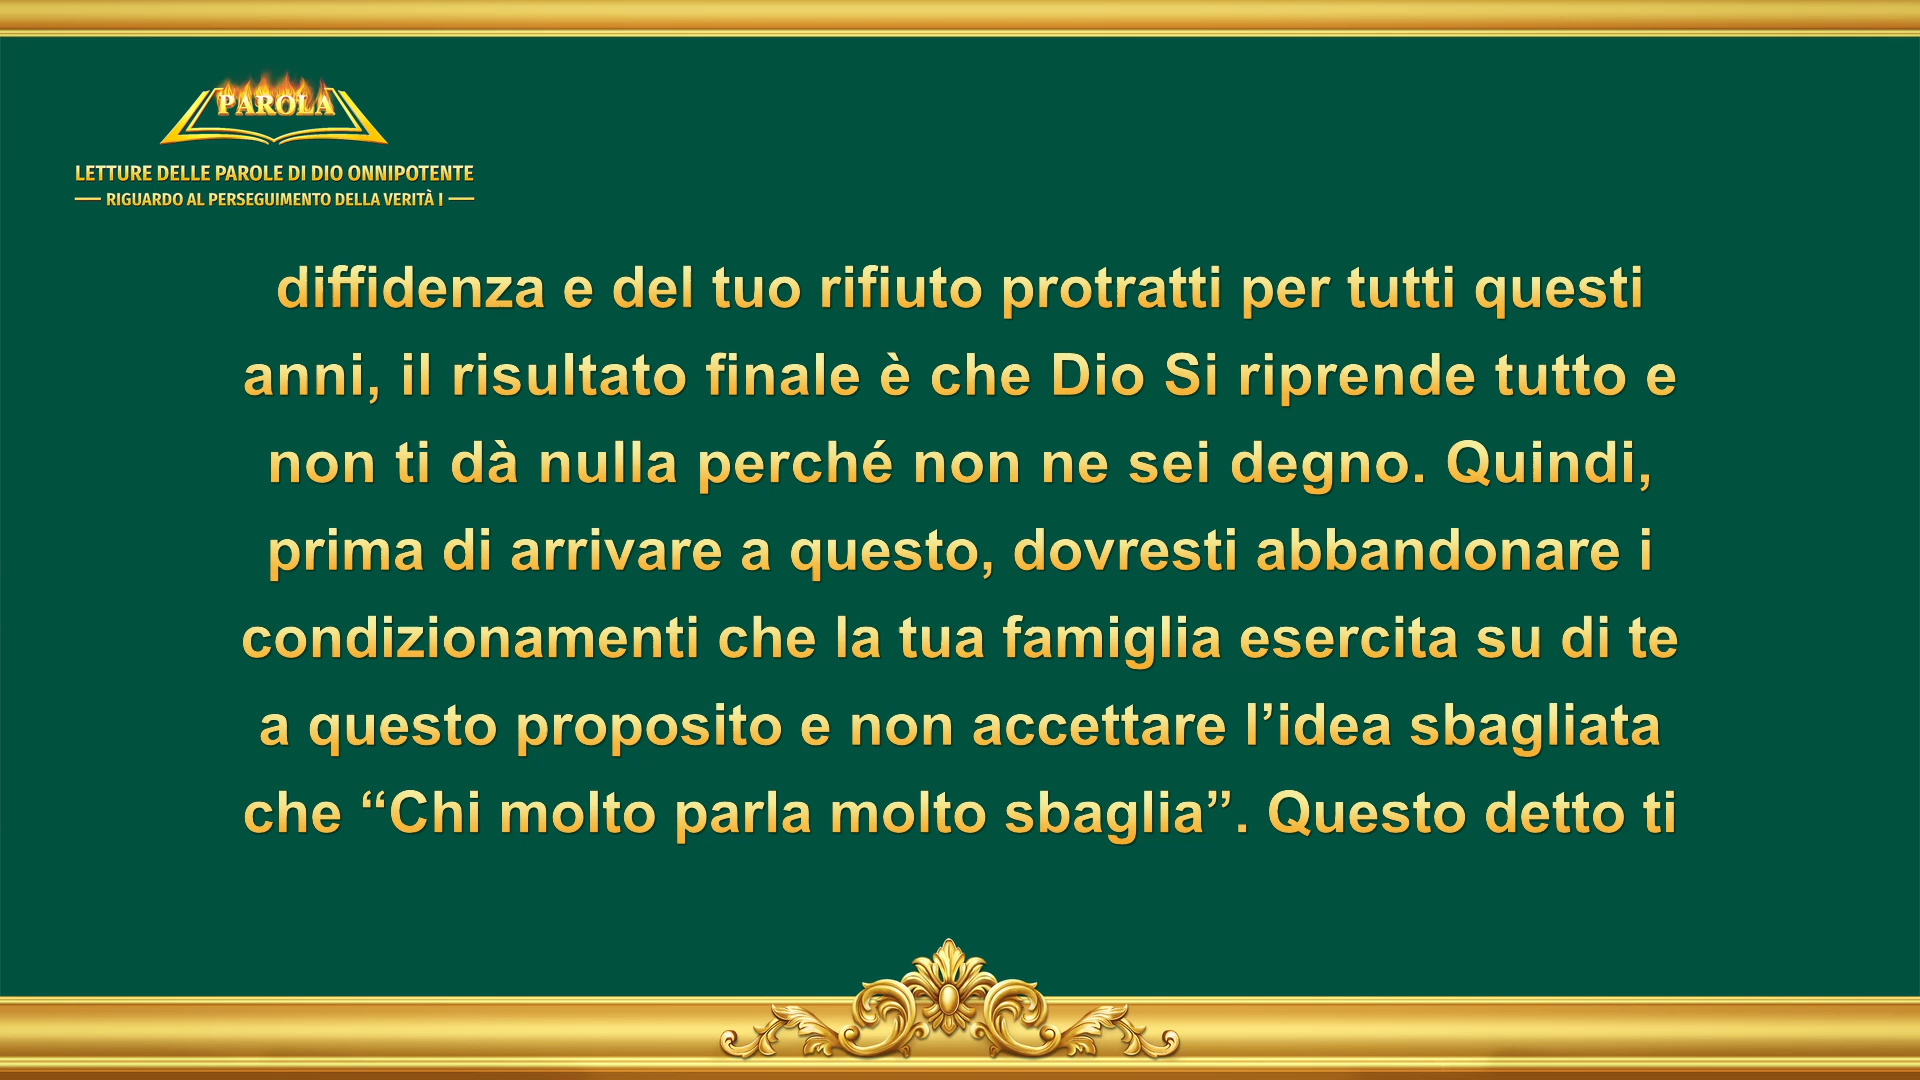 PAROLA
LETTURE DELLE PAROLE DI DIO ONNIPOTENTE
RIGUARDO AL PERSEGUIMENTO DELLA VERITÀ I
diffidenza e del tuo rifiuto protratti per tutti questi
anni, il risultato finale è che Dio Si riprende tutto e
non ti dà nulla perché non ne sei degno. Quindi,
prima di arrivare a questo, dovresti abbandonare i
condizionamenti che la tua famiglia esercita su di te
a questo proposito e non accettare l’idea sbagliata
che “Chi molto parla molto sbaglia”. Questo detto ti